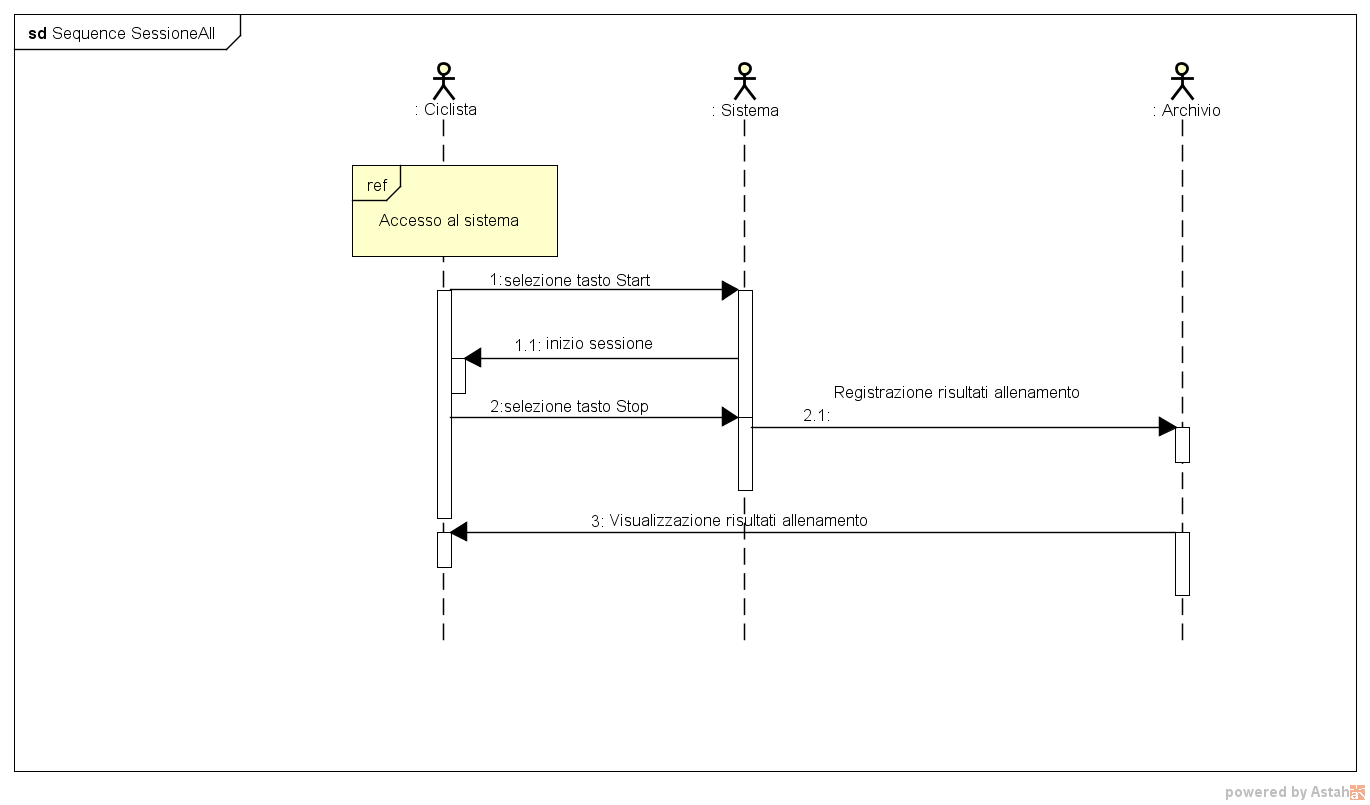 sd Sequence SessioneAll
: Ciclista
: Sistema
: Archivio
ref
Accesso al sistema
1: selezione tasto Start
1.1: inizio sessione
Registrazione risultati allenamento
2: selezione tasto Stop
2.1:
3: Visualizzazione risultati allenamento
powered by Astah